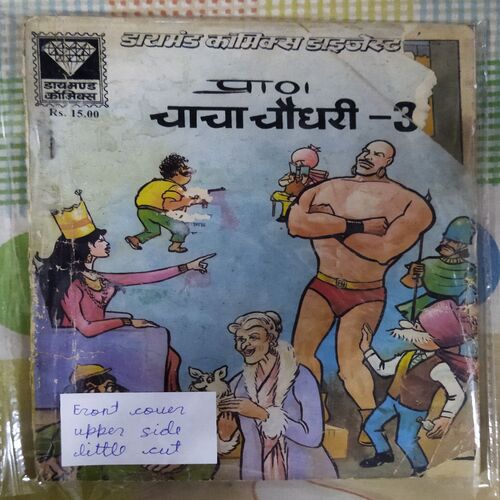 डायमंड कॉमिक्स डाइजेस्ट
डायमण्ड
कॉमिक्स
Rs. 15.00
प्राण
चाचा चौधरी -3
Front cover
upper side
little cut